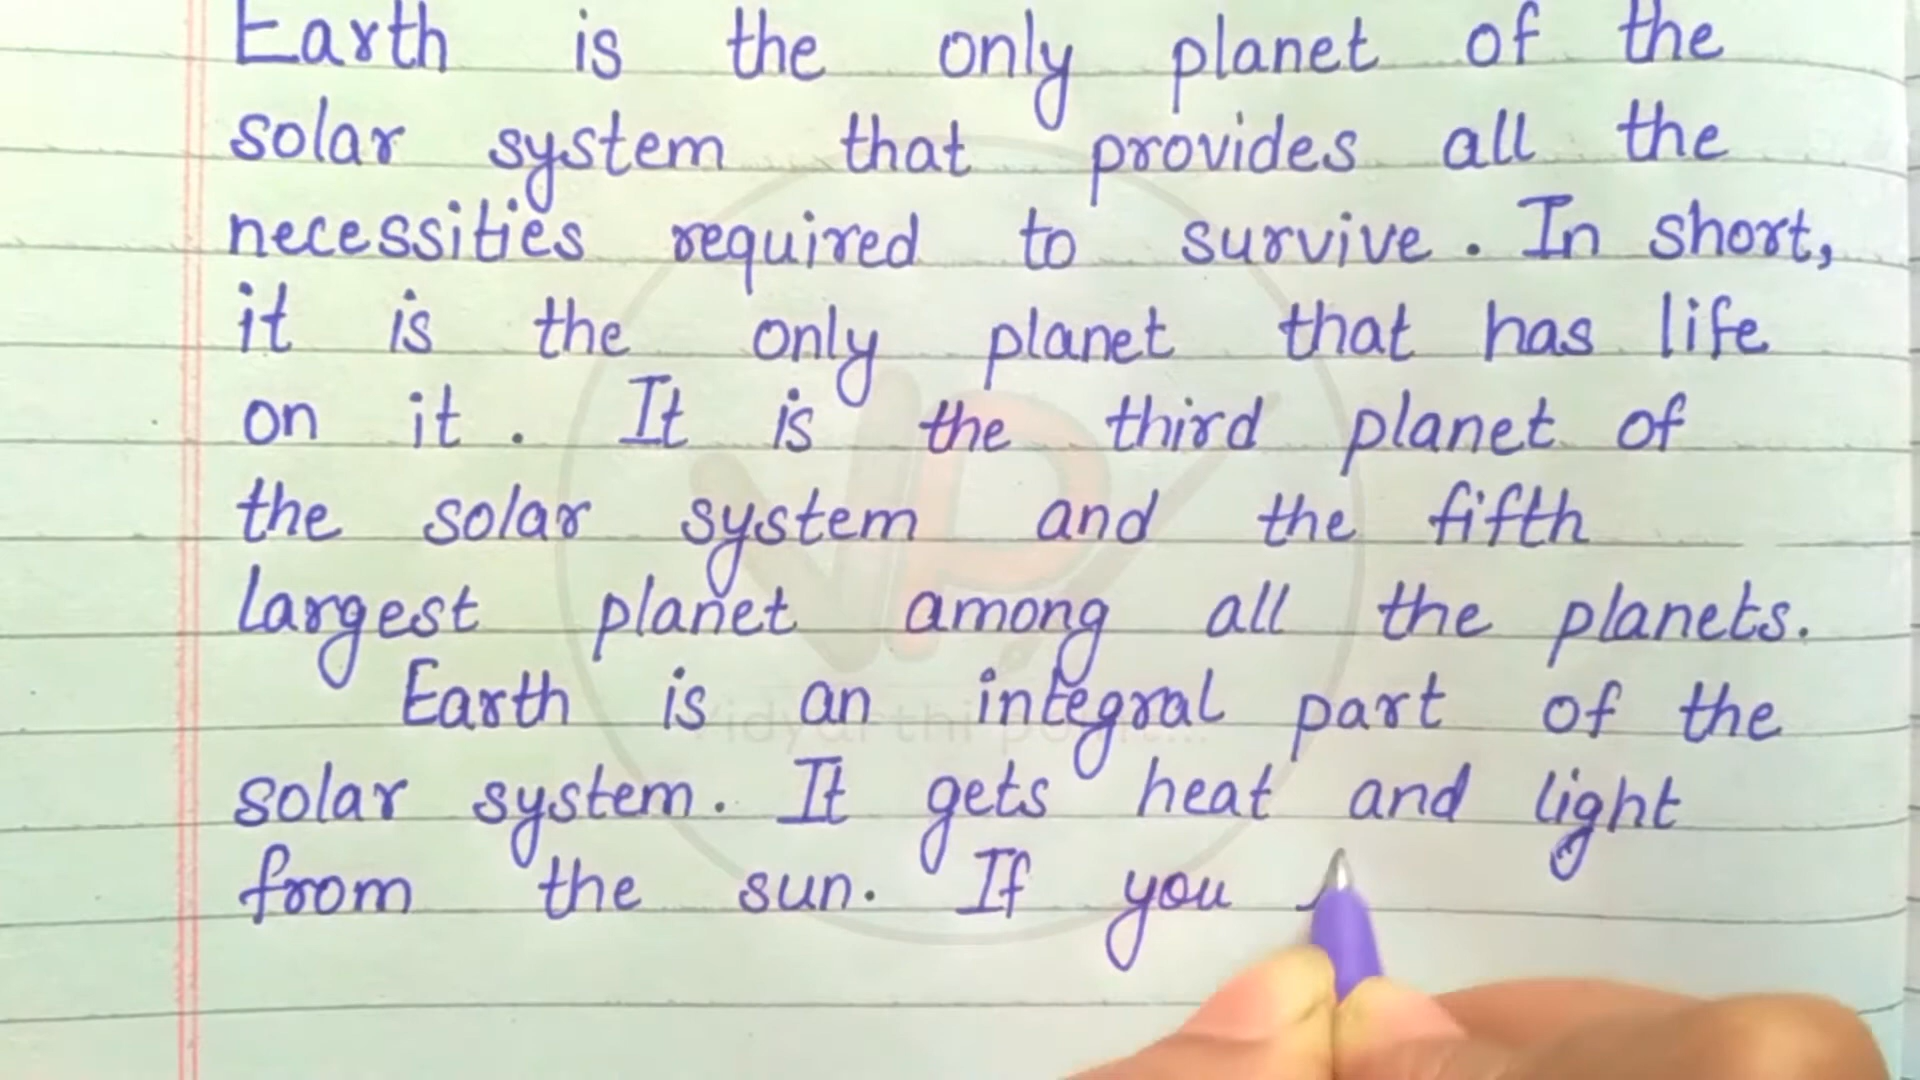 Earth is the only planet of the
solar system that provides all the
necessities required to survive. In short,
it is the only planet that has life
on it. It is the third planet of
the solar system and the fifth
largest planet among all the planets.
Earth is an integral part of the
solar system. It gets heat and light
from the sun. If you
VP
Vidyarthi point...